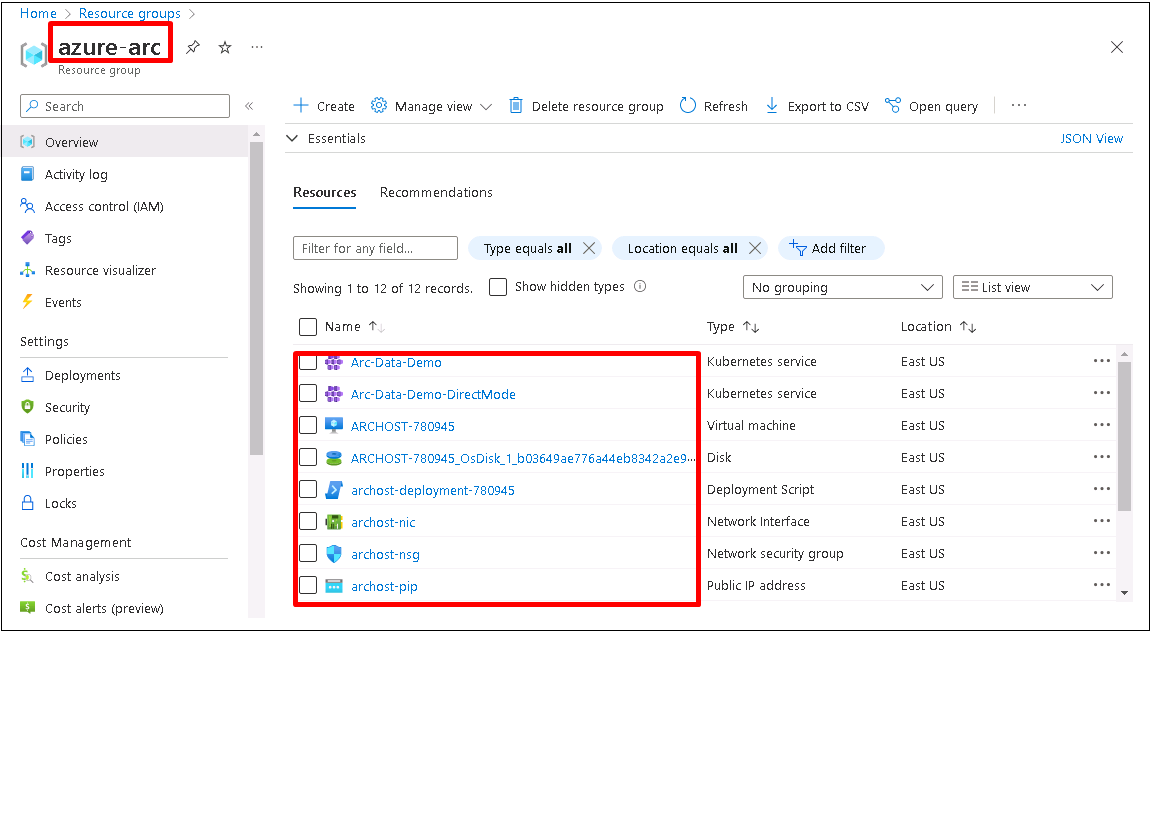 Home > Resource groups >
azure-arc
Resource group
Search
Overview
Activity log
Access control (IAM)
Tags
Resource visualizer
Events
Settings
Deployments
Security
Policies
Properties
Locks
Cost Management
Cost analysis
Cost alerts (preview)
Create Manage view Delete resource group Refresh Export to CSV Open query
Essentials JSON View
Resources Recommendations
Filter for any field... Type equals all Location equals all Add filter
Showing 1 to 12 of 12 records. Show hidden types No grouping List view
Name Type Location
Arc-Data-Demo Kubernetes service East US
Arc-Data-Demo-DirectMode Kubernetes service East US
ARCHOST-780945 Virtual machine East US
ARCHOST-780945_OsDisk_1_b03649ae776a44eb8342a2e9... Disk East US
archost-deployment-780945 Deployment Script East US
archost-nic Network Interface East US
archost-nsg Network security group East US
archost-pip Public IP address East US